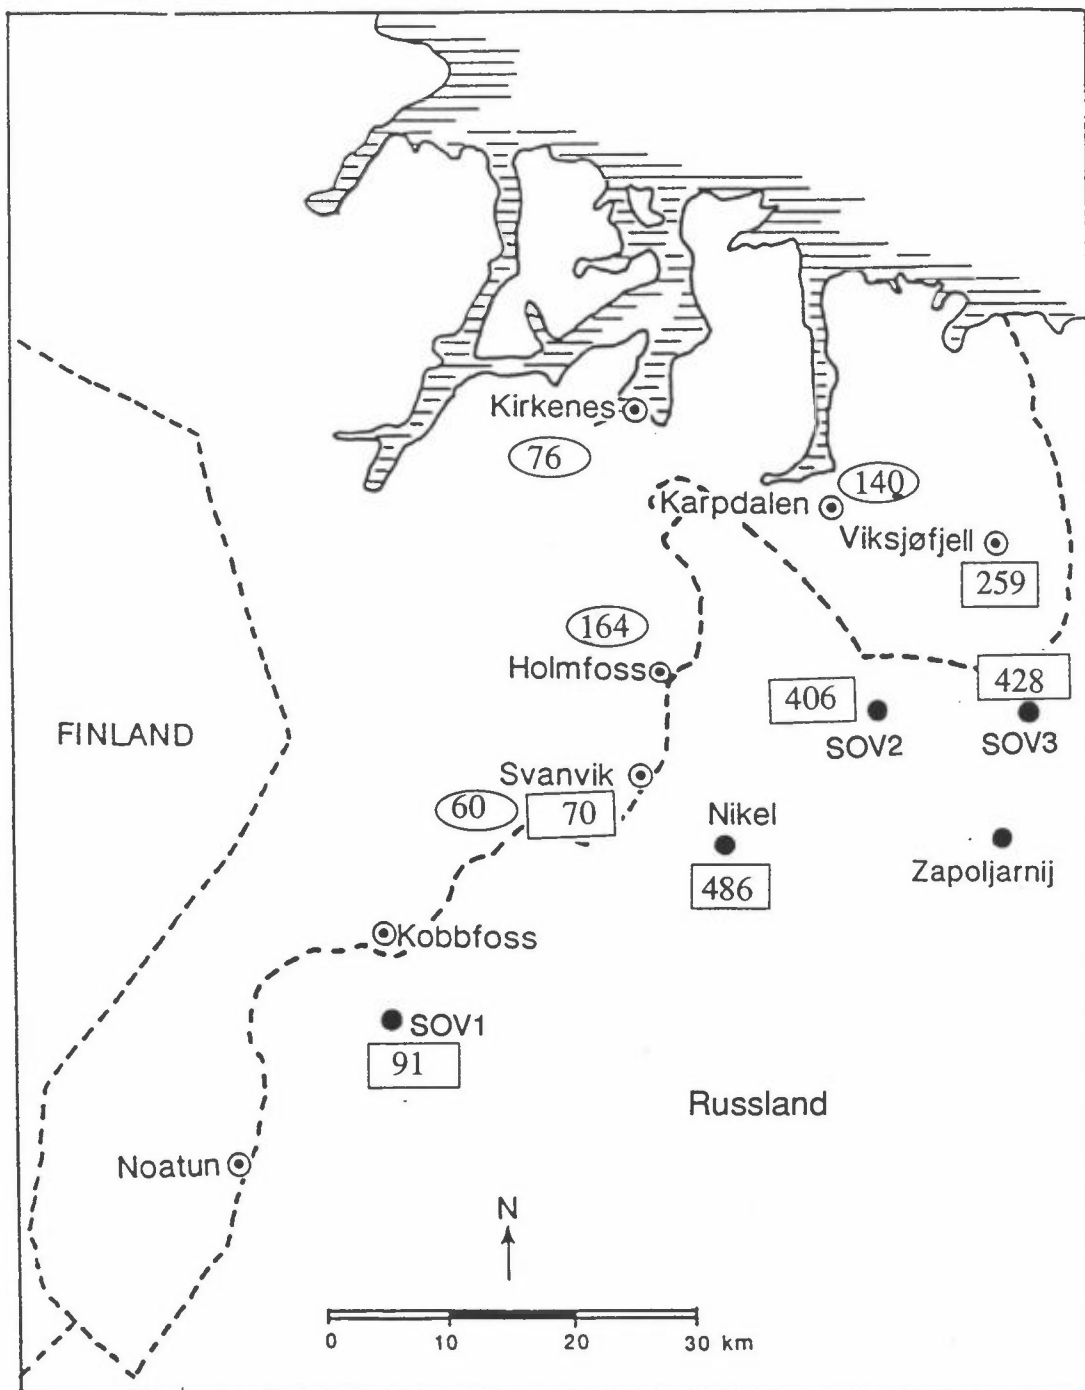 Kirkenes
76
140
Karpdalen
Viksjøfjell
259
164
Holmfoss
428
406
FINLAND
SOV2
SOV3
Svanvik
60
70
Nikel
Zapoljarnij
486
Kobbfoss
SOV1
91
Russland
Noatun
N
0 10 20 30 km